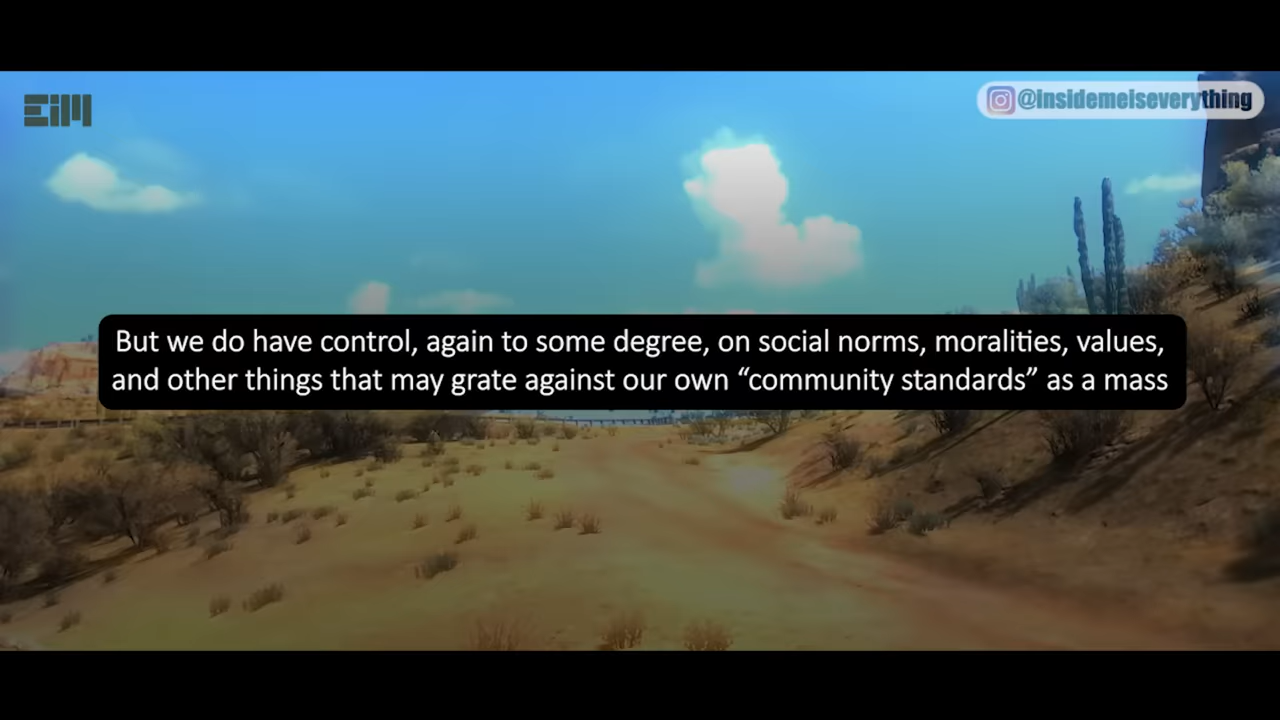 EiM
@Insidemeiseverything
But we do have control, again to some degree, on social norms, moralities, values,
and other things that may grate against our own “community standards” as a mass